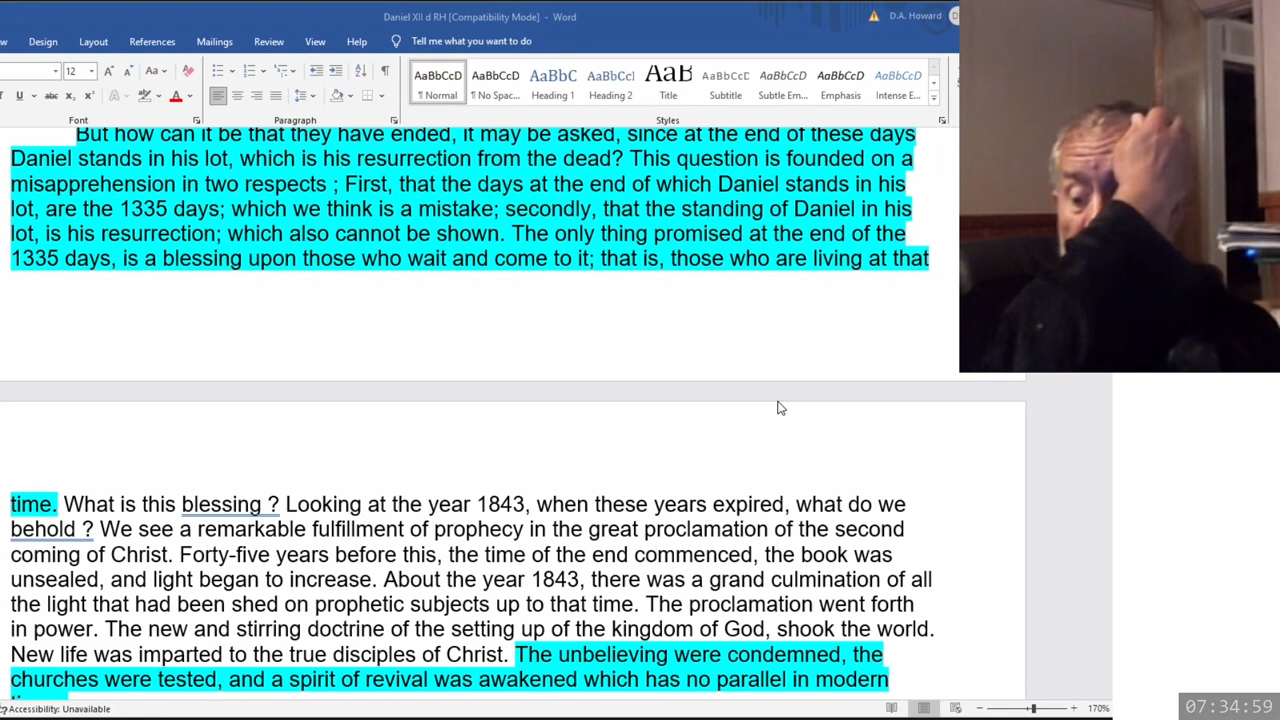 Daniel XII d RH [Compatibility Mode] - Word
D.A. Howard
Design Layout References Mailings Review View Help Tell me what you want to do
12 Aa
AaBbCcD AaBbCcD AaBbC AaBbCcI AaB AaBbCcD AaBbCcD AaBbCcD AaBbCcD
¶ Normal ¶ No Spac... Heading 1 Heading 2 Title Subtitle Subtle Em... Emphasis Intense E...
Font Paragraph Styles
But how can it be that they have ended, it may be asked, since at the end of these days
Daniel stands in his lot, which is his resurrection from the dead? This question is founded on a
misapprehension in two respects ; First, that the days at the end of which Daniel stands in his
lot, are the 1335 days; which we think is a mistake; secondly, that the standing of Daniel in his
lot, is his resurrection; which also cannot be shown. The only thing promised at the end of the
1335 days, is a blessing upon those who wait and come to it; that is, those who are living at that
time. What is this blessing ? Looking at the year 1843, when these years expired, what do we
behold ? We see a remarkable fulfillment of prophecy in the great proclamation of the second
coming of Christ. Forty-five years before this, the time of the end commenced, the book was
unsealed, and light began to increase. About the year 1843, there was a grand culmination of all
the light that had been shed on prophetic subjects up to that time. The proclamation went forth
in power. The new and stirring doctrine of the setting up of the kingdom of God, shook the world.
New life was imparted to the true disciples of Christ. The unbelieving were condemned, the
churches were tested, and a spirit of revival was awakened which has no parallel in modern
Accessibility: Unavailable
170%
07:34:59